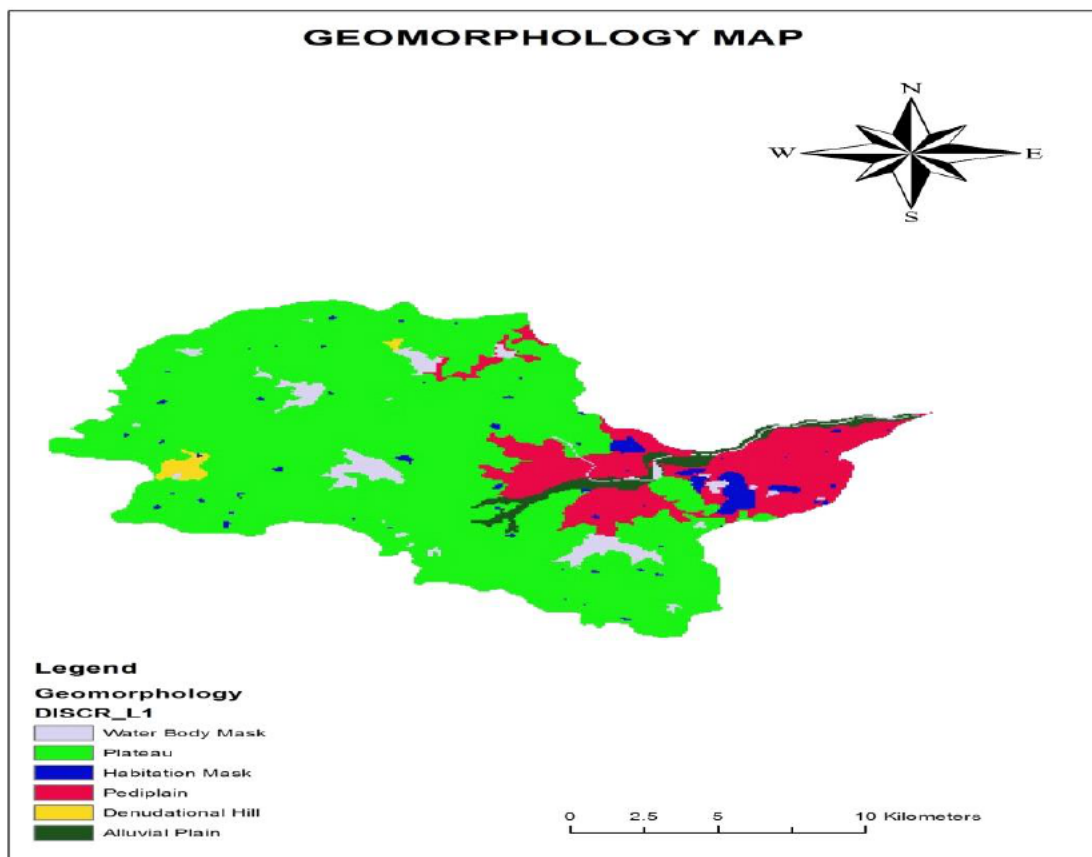 GEOMORPHOLOGY MAP
N
W E
S
Legend
Geomorphology
DISCR_L1
Water Body Mask
Plateau
Habitation Mask
Pediplain
Denudational Hill
Alluvial Plain
0 2.5 5 10 Kilometers